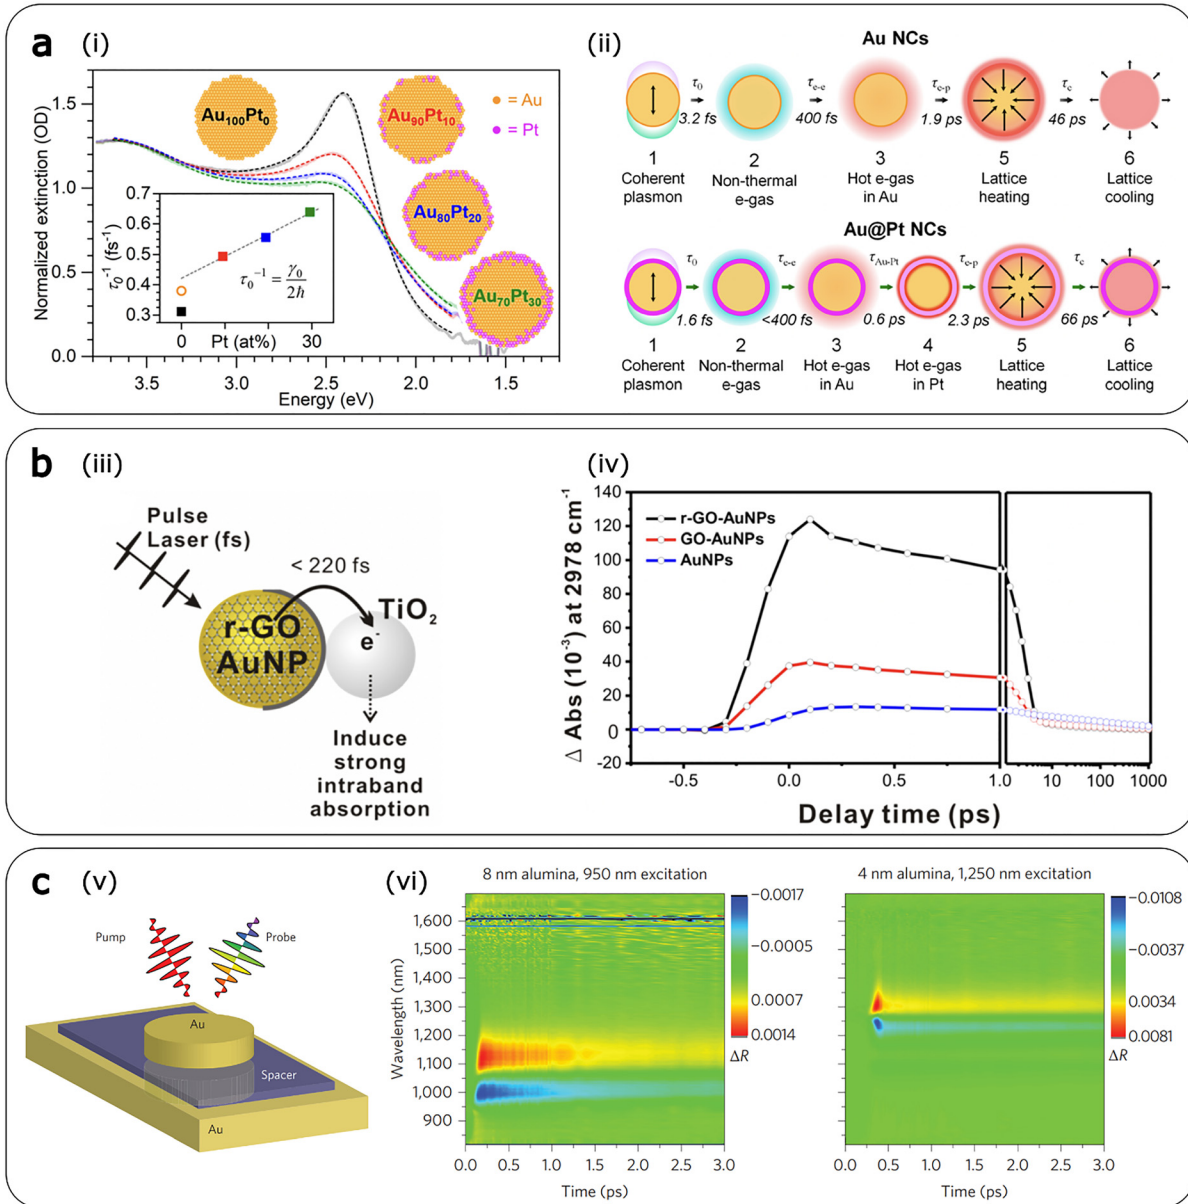 a (i)
Normalized extinction (OD)
1.5
1.0
0.5
0.0
3.5 3.0 2.5 2.0 1.5
Energy (eV)
Au₁₀₀Pt₀
Au₉₀Pt₁₀
= Au
= Pt
Au₈₀Pt₂₀
Au₇₀Pt₃₀
τ₀⁻¹ (fs⁻¹)
0.7
0.6
0.5
0.4
0.3
τ₀⁻¹ = γ₀/2ħ
0 Pt (at%) 30
(ii)
Au NCs
τ₀ τe-e τe-p τc
3.2 fs 400 fs 1.9 ps 46 ps
1 2 3 5 6
Coherent Non-thermal Hot e-gas Lattice Lattice
plasmon e-gas in Au heating cooling
Au@Pt NCs
τ₀ τe-e τAu-Pt τe-p τc
1.6 fs <400 fs 0.6 ps 2.3 ps 66 ps
1 2 3 4 5 6
Coherent Non-thermal Hot e-gas Hot e-gas Lattice Lattice
plasmon e-gas in Au in Pt heating cooling
b (iii)
Pulse
Laser (fs)
< 220 fs
TiO₂
r-GO
AuNP
e⁻
Induce
strong
intraband
absorption
(iv)
Δ Abs (10⁻³) at 2978 cm⁻¹
140
120
100
80
60
40
20
0
-20
r-GO-AuNPs
GO-AuNPs
AuNPs
-0.5 0.0 0.5 1.0 10 100 1000
Delay time (ps)
c (v)
Pump
Probe
Au
Spacer
Au
(vi)
8 nm alumina, 950 nm excitation
Wavelength (nm)
1,600
1,500
1,400
1,300
1,200
1,100
1,000
900
0.0 0.5 1.0 1.5 2.0 2.5 3.0
Time (ps)
−0.0017
−0.0005
0.0007
0.0014
ΔR
4 nm alumina, 1,250 nm excitation
0.0 0.5 1.0 1.5 2.0 2.5 3.0
Time (ps)
−0.0108
−0.0037
0.0034
0.0081
ΔR